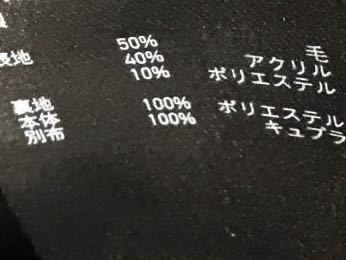 50% 毛
表地 40% アクリル
10% ポリエステル
裏地
本体 100% ポリエステル
別布 100% キュプラ